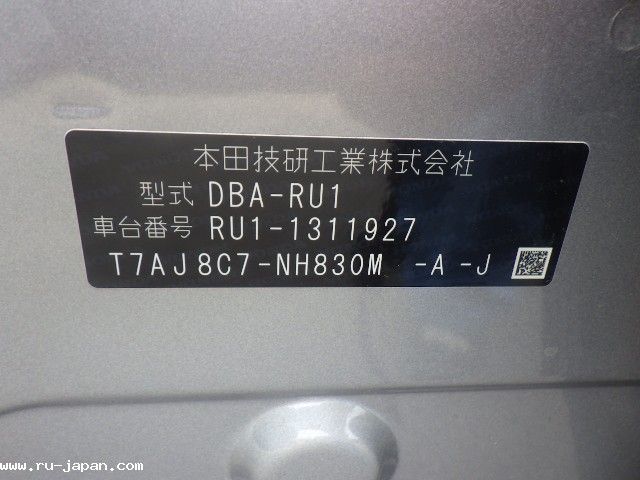 本田技研工業株式会社
型式 DBA-RU1
車台番号 RU1-1311927
T7AJ8C7-NH830M -A -J
www.ru-japan.com